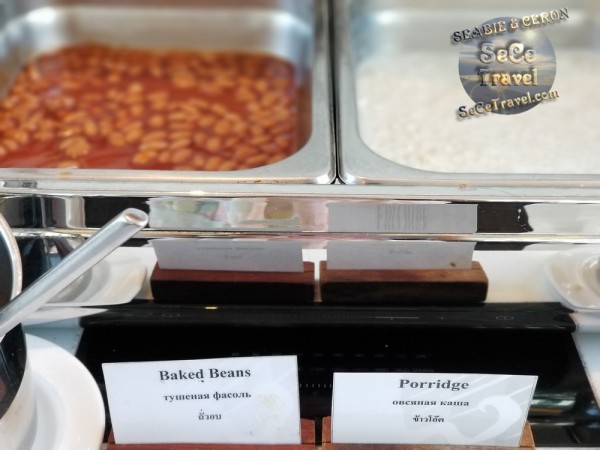 SEABIE & CERON
SeCe
Travel
SeCeTravel.com
Baked Beans
тушеная фасоль
ถั่วอบ
Porridge
овсяная каша
ข้าวโอ๊ต